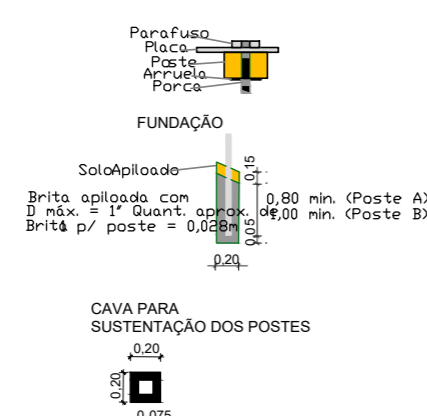 Parafuso
Placa
Poste
Arruela
Porca
FUNDAÇÃO
0,15
SoloApiloado
Brita apiloada com
D máx. = 1" Quant. aprox. de
Brita p/ poste = 0,028m
0,80 min. (Poste A)
1,00 min. (Poste B)
0,05
0,20
CAVA PARA
SUSTENTAÇÃO DOS POSTES
0,20
0,20
0,075